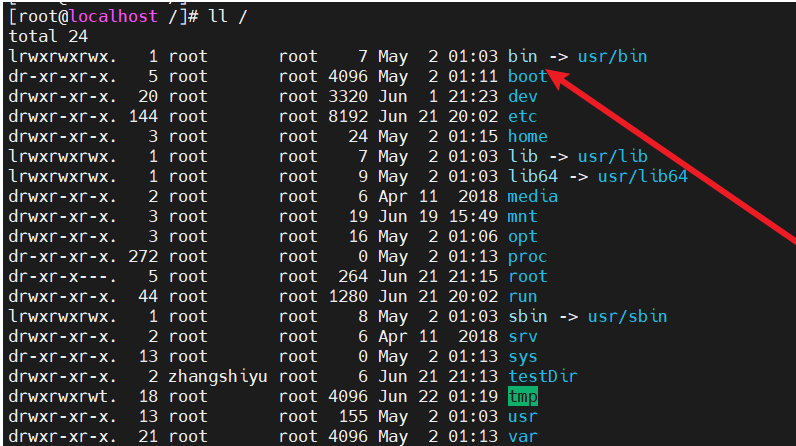 [root@localhost /]# ll /
total 24
lrwxrwxrwx.   1 root       root    7 May  2 01:03 bin -> usr/bin
dr-xr-xr-x.   5 root       root 4096 May  2 01:11 boot
drwxr-xr-x.  20 root       root 3320 Jun  1 21:23 dev
drwxr-xr-x. 144 root       root 8192 Jun 21 20:02 etc
drwxr-xr-x.   3 root       root   24 May  2 01:15 home
lrwxrwxrwx.   1 root       root    7 May  2 01:03 lib -> usr/lib
lrwxrwxrwx.   1 root       root    9 May  2 01:03 lib64 -> usr/lib64
drwxr-xr-x.   2 root       root    6 Apr 11  2018 media
drwxr-xr-x.   3 root       root   19 Jun 19 15:49 mnt
drwxr-xr-x.   3 root       root   16 May  2 01:06 opt
dr-xr-xr-x. 272 root       root    0 May  2 01:13 proc
dr-xr-x---.   5 root       root  264 Jun 21 21:15 root
drwxr-xr-x.  44 root       root 1280 Jun 21 20:02 run
lrwxrwxrwx.   1 root       root    8 May  2 01:03 sbin -> usr/sbin
drwxr-xr-x.   2 root       root    6 Apr 11  2018 srv
dr-xr-xr-x.  13 root       root    0 May  2 01:13 sys
drwxr-xr-x.   2 zhangshiyu root    6 Jun 21 21:13 testDir
drwxrwxrwt.  18 root       root 4096 Jun 22 01:19 tmp
drwxr-xr-x.  13 root       root  155 May  2 01:03 usr
drwxr-xr-x.  21 root       root 4096 May  2 01:13 var